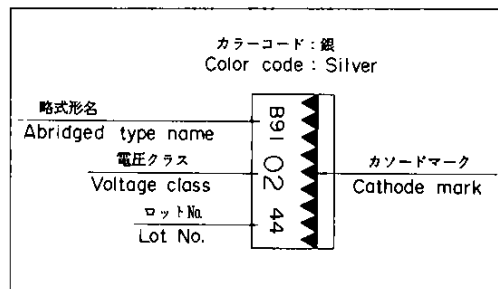 カラーコード：銀
Color code : Silver
略式形名
Abridged type name
電圧クラス
Voltage class
ロットNo.
Lot No.
B91
02
44
カソードマーク
Cathode mark